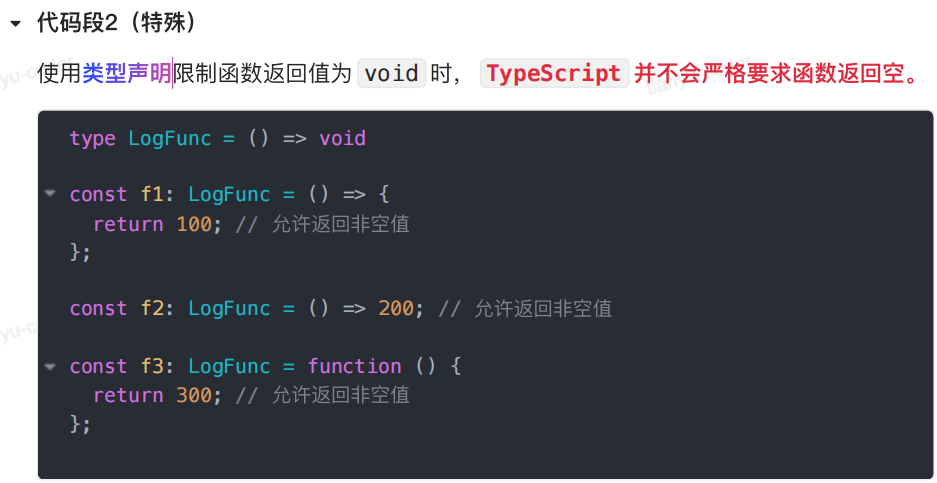 代码段2（特殊）
使用类型声明限制函数返回值为 void 时， TypeScript 并不会严格要求函数返回空。
type LogFunc = () => void
const f1: LogFunc = () => {
  return 100; // 允许返回非空值
};
const f2: LogFunc = () => 200; // 允许返回非空值
const f3: LogFunc = function () {
  return 300; // 允许返回非空值
};